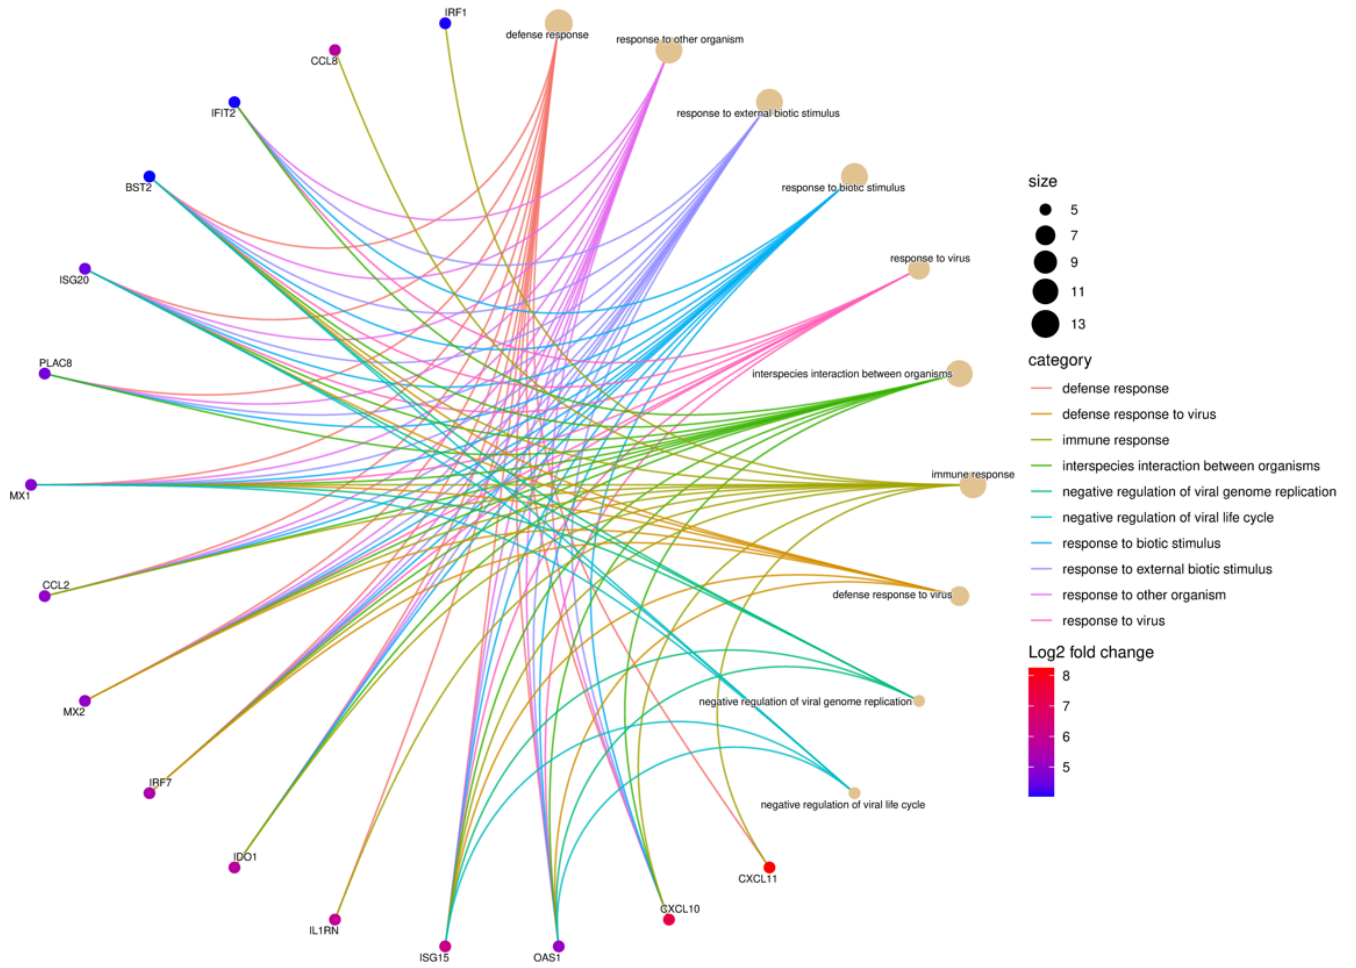 IRF1
defense response
response to other organism
CCL8
IFIT2
response to external biotic stimulus
BST2
response to biotic stimulus
ISG20
response to virus
PLAC8
interspecies interaction between organisms
MX1
immune response
CCL2
defense response to virus
MX2
negative regulation of viral genome replication
IRF7
negative regulation of viral life cycle
IDO1
CXCL11
IL1RN
CXCL10
ISG15
OAS1
size
5
7
9
11
13
category
defense response
defense response to virus
immune response
interspecies interaction between organisms
negative regulation of viral genome replication
negative regulation of viral life cycle
response to biotic stimulus
response to external biotic stimulus
response to other organism
response to virus
Log2 fold change
8
7
6
5